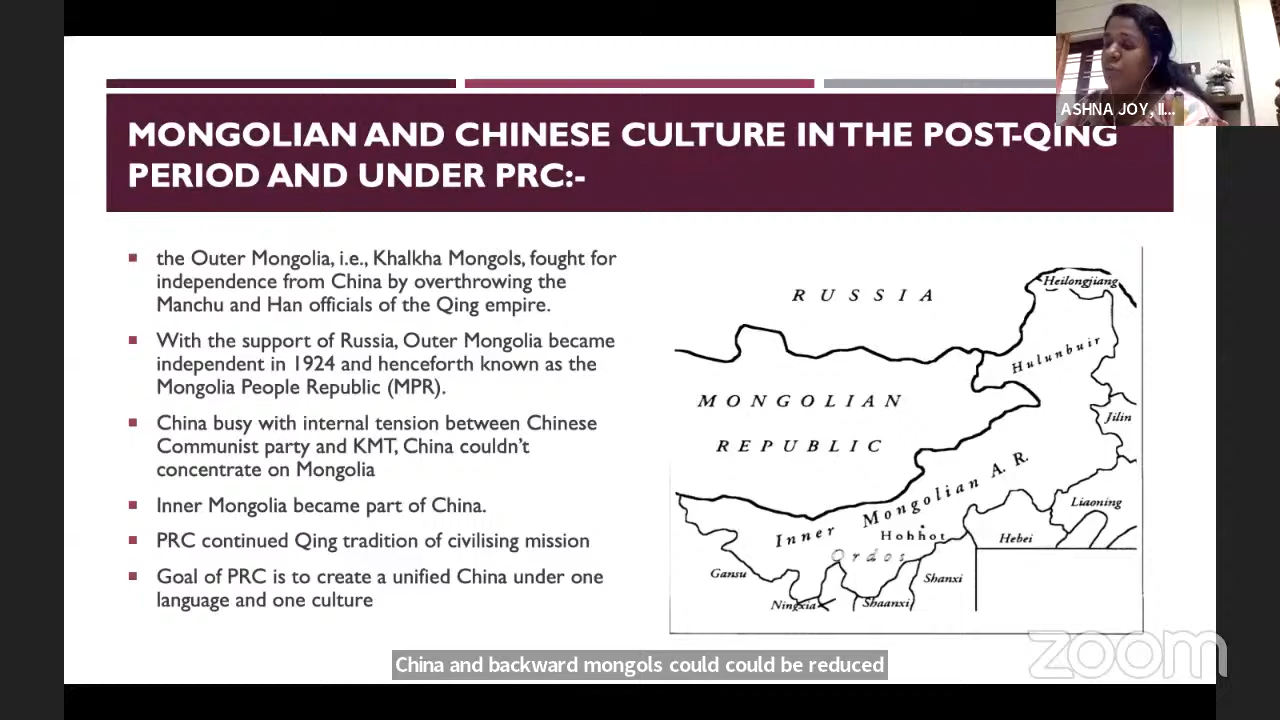 ASHNA JOY, II...
MONGOLIAN AND CHINESE CULTURE IN THE POST-QING
PERIOD AND UNDER PRC:-
▪ the Outer Mongolia, i.e., Khalkha Mongols, fought for
independence from China by overthrowing the
Manchu and Han officials of the Qing empire.
▪ With the support of Russia, Outer Mongolia became
independent in 1924 and henceforth known as the
Mongolia People Republic (MPR).
▪ China busy with internal tension between Chinese
Communist party and KMT, China couldn't
concentrate on Mongolia
▪ Inner Mongolia became part of China.
▪ PRC continued Qing tradition of civilising mission
▪ Goal of PRC is to create a unified China under one
language and one culture
RUSSIA
Heilongjiang
Hulunbuir
MONGOLIAN
REPUBLIC
Jilin
Inner Mongolian A. R.
Liaoning
Hohhot
Hebei
Ordos
Gansu
Shanxi
Ningxia
Shaanxi
zoom
China and backward mongols could could be reduced